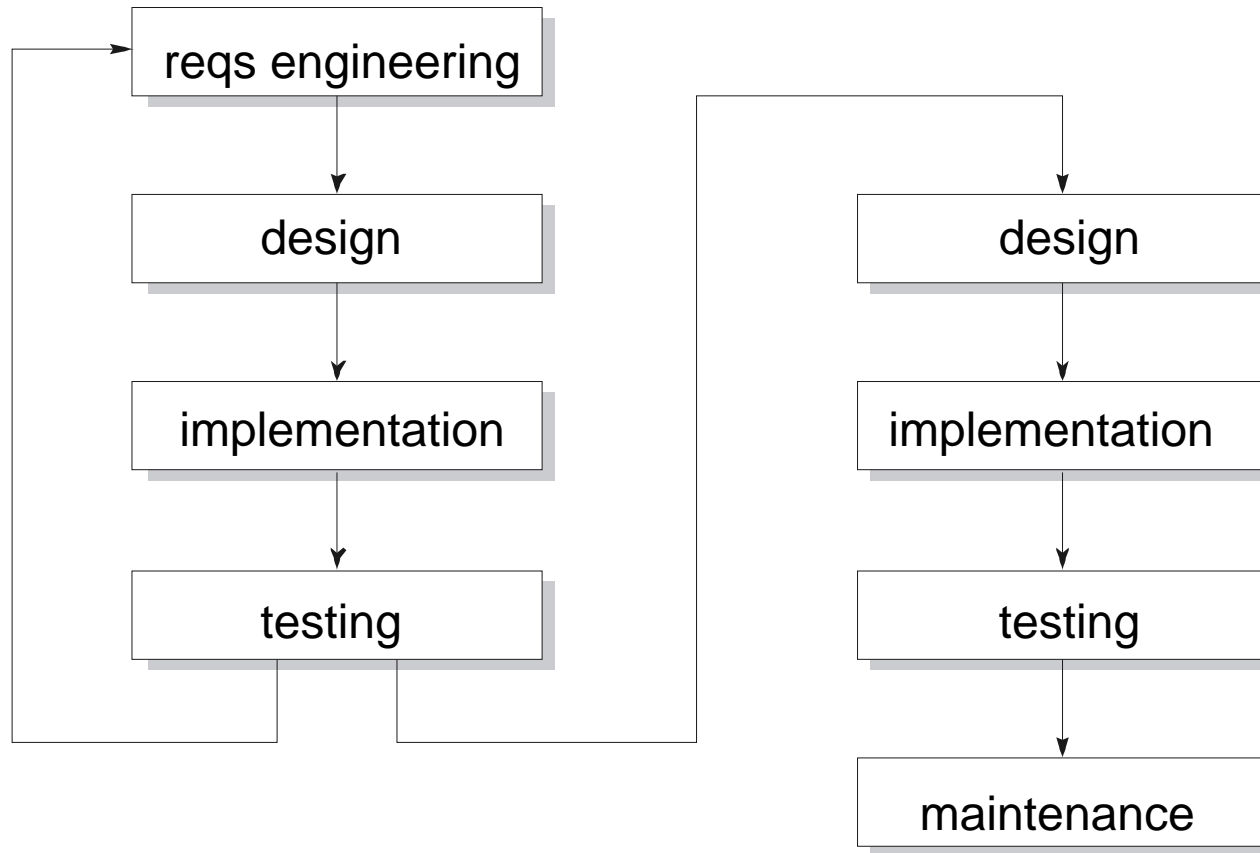 reqs engineering
design
implementation
testing
design
implementation
testing
maintenance